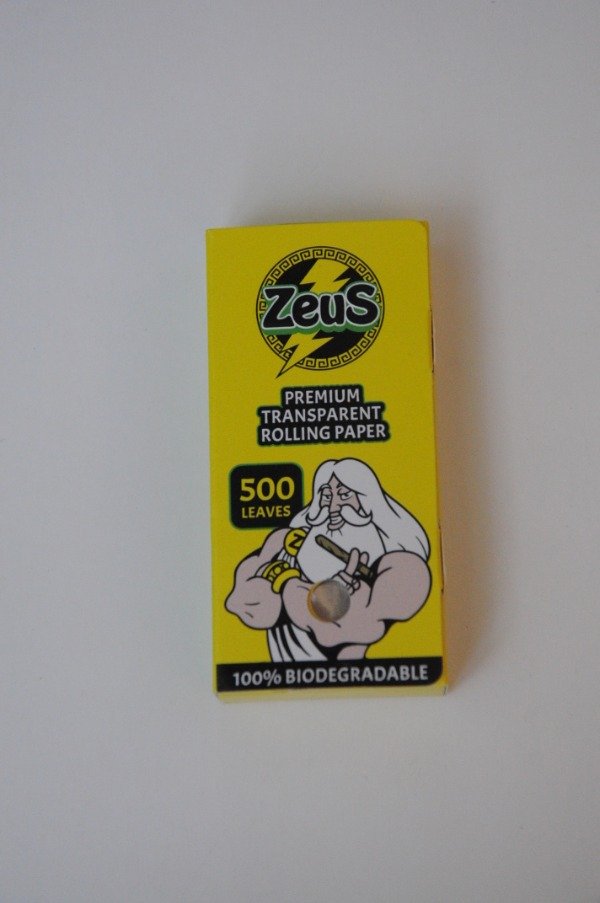 Zeus
PREMIUM
TRANSPARENT
ROLLING PAPER
500
LEAVES
Z
100% BIODEGRADABLE